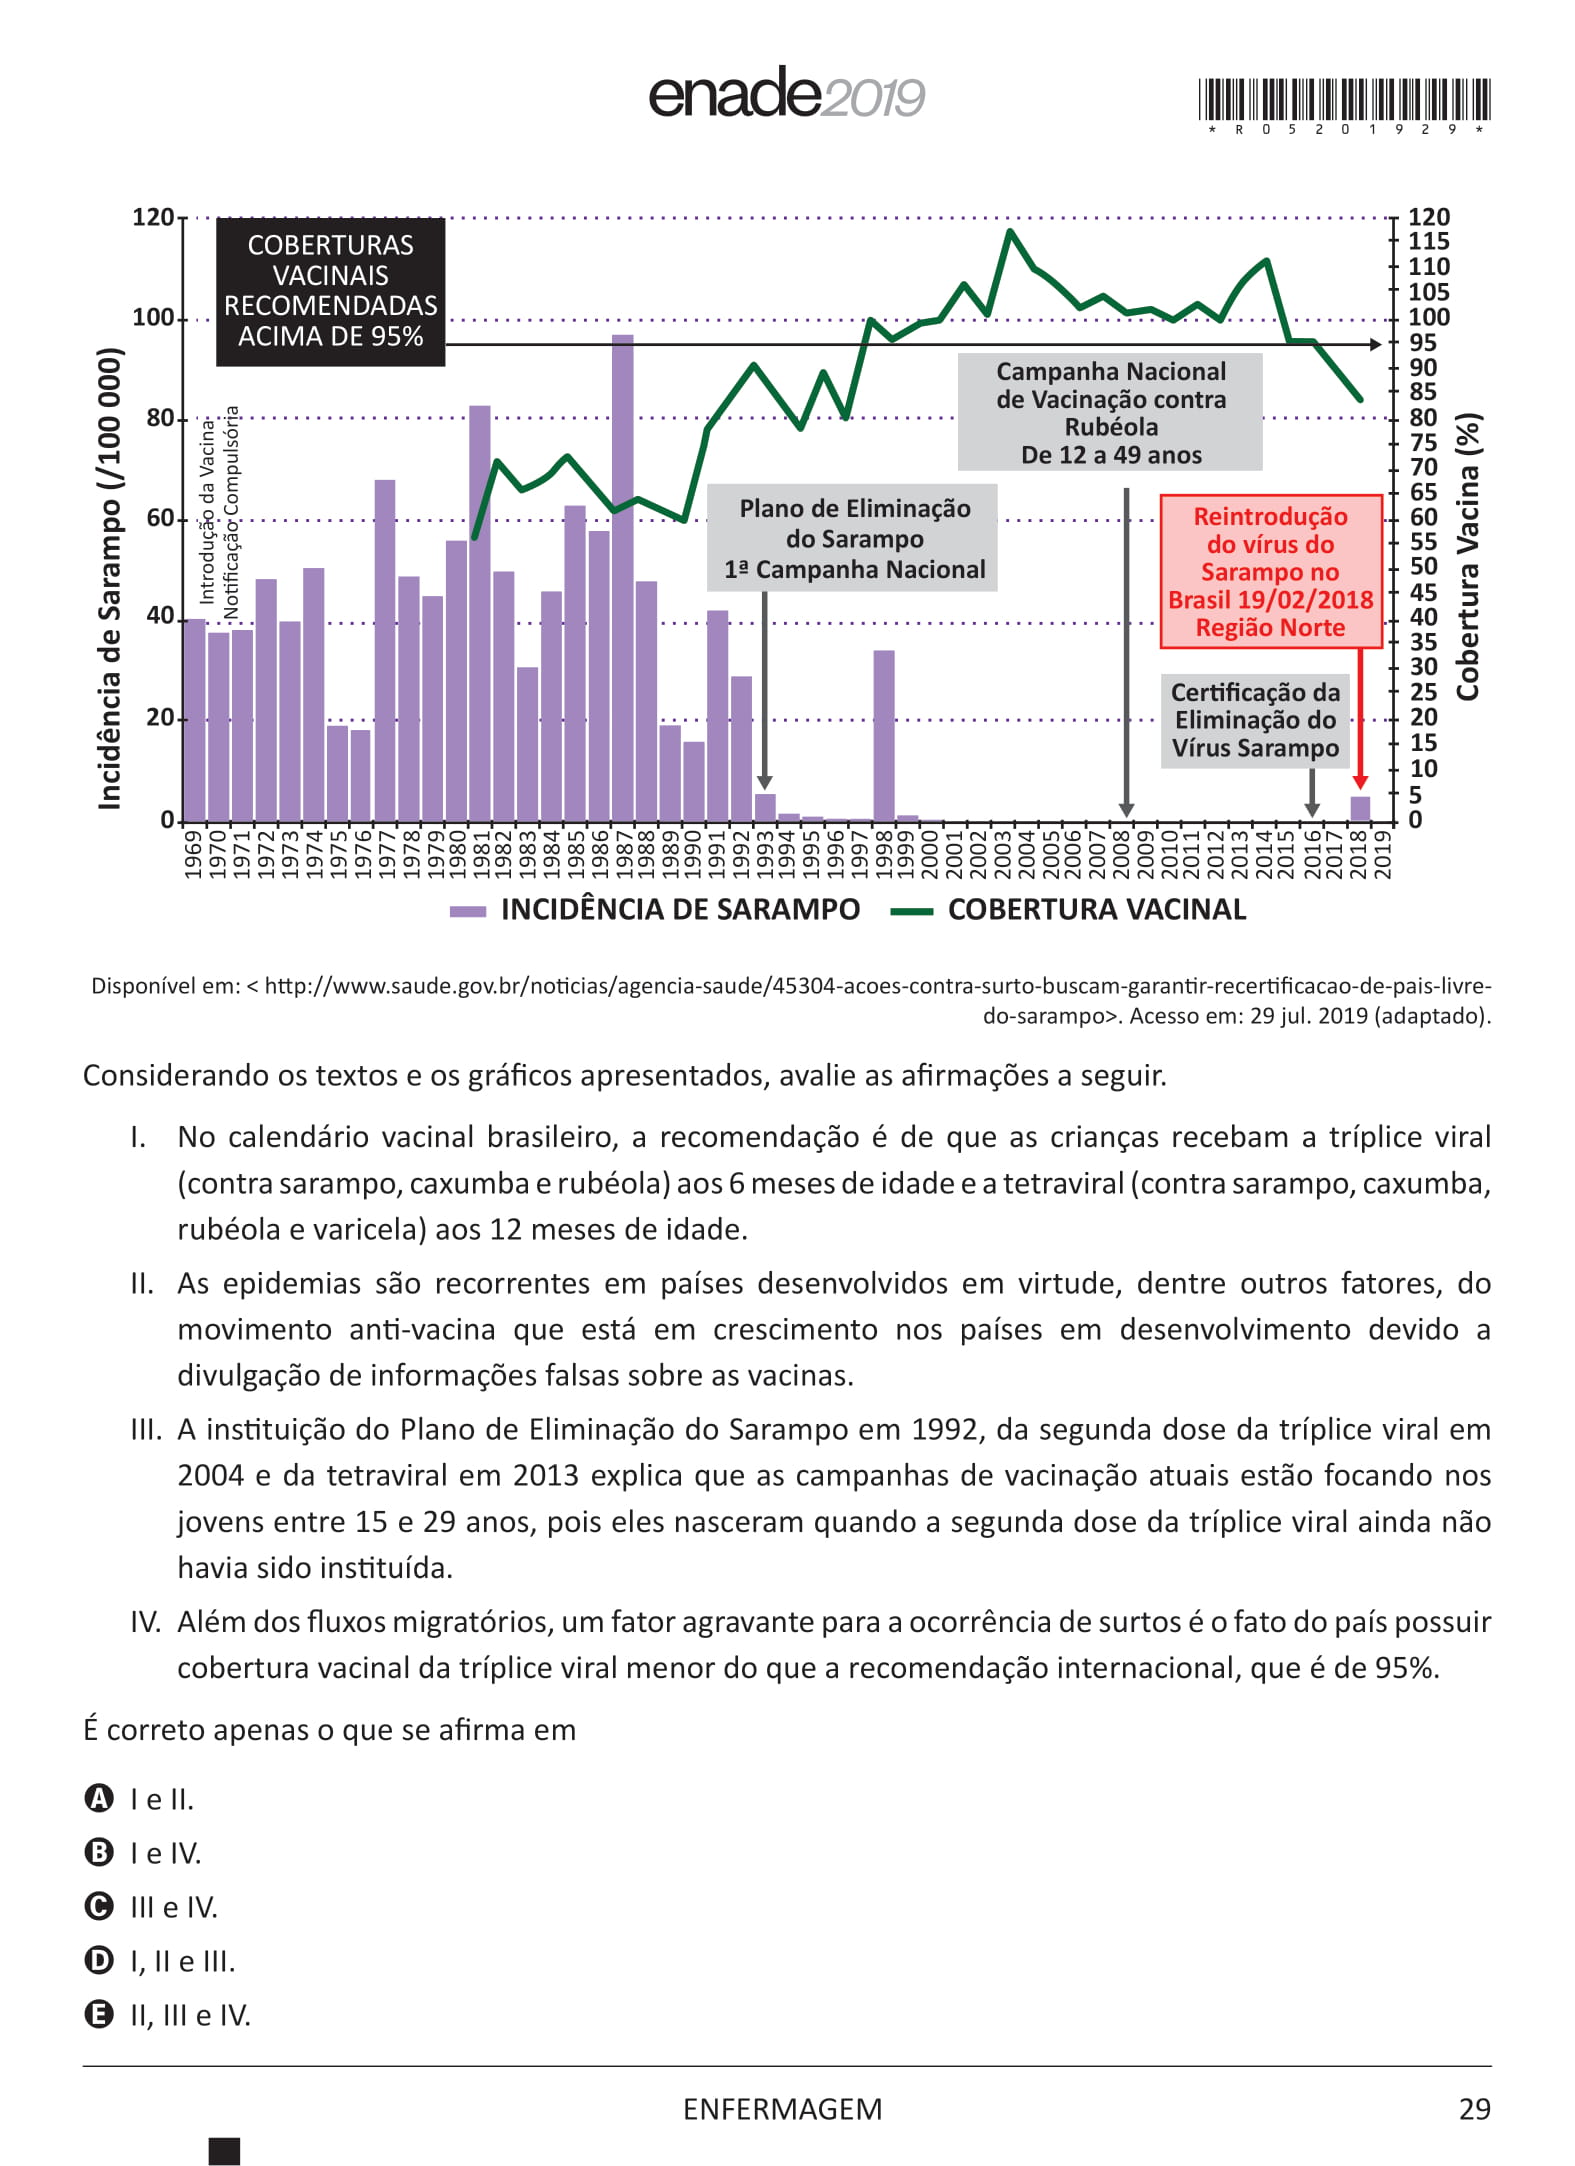 enade2019
* R 0 5 2 0 1 9 2 9 *
120
100
80
60
40
20
0
Incidência de Sarampo (/100 000)
COBERTURAS
VACINAIS
RECOMENDADAS
ACIMA DE 95%
Introdução da Vacina
Notificação Compulsória
Campanha Nacional
de Vacinação contra
Rubéola
De 12 a 49 anos
Plano de Eliminação
do Sarampo
1ª Campanha Nacional
Reintrodução
do vírus do
Sarampo no
Brasil 19/02/2018
Região Norte
Certificação da
Eliminação do
Vírus Sarampo
120
115
110
105
100
95
90
85
80
75
70
65
60
55
50
45
40
35
30
25
20
15
10
5
0
Cobertura Vacina (%)
1969 1970 1971 1972 1973 1974 1975 1976 1977 1978 1979 1980 1981 1982 1983 1984 1985 1986 1987 1988 1989 1990 1991 1992 1993 1994 1995 1996 1997 1998 1999 2000 2001 2002 2003 2004 2005 2006 2007 2008 2009 2010 2011 2012 2013 2014 2015 2016 2017 2018 2019
INCIDÊNCIA DE SARAMPO COBERTURA VACINAL
Disponível em: < http://www.saude.gov.br/noticias/agencia-saude/45304-acoes-contra-surto-buscam-garantir-recertificacao-de-pais-livre-
do-sarampo>. Acesso em: 29 jul. 2019 (adaptado).
Considerando os textos e os gráficos apresentados, avalie as afirmações a seguir.
I. No calendário vacinal brasileiro, a recomendação é de que as crianças recebam a tríplice viral
(contra sarampo, caxumba e rubéola) aos 6 meses de idade e a tetraviral (contra sarampo, caxumba,
rubéola e varicela) aos 12 meses de idade.
II. As epidemias são recorrentes em países desenvolvidos em virtude, dentre outros fatores, do
movimento anti-vacina que está em crescimento nos países em desenvolvimento devido a
divulgação de informações falsas sobre as vacinas.
III. A instituição do Plano de Eliminação do Sarampo em 1992, da segunda dose da tríplice viral em
2004 e da tetraviral em 2013 explica que as campanhas de vacinação atuais estão focando nos
jovens entre 15 e 29 anos, pois eles nasceram quando a segunda dose da tríplice viral ainda não
havia sido instituída.
IV. Além dos fluxos migratórios, um fator agravante para a ocorrência de surtos é o fato do país possuir
cobertura vacinal da tríplice viral menor do que a recomendação internacional, que é de 95%.
É correto apenas o que se afirma em
A I e II.
B I e IV.
C III e IV.
D I, II e III.
E II, III e IV.
ENFERMAGEM
29